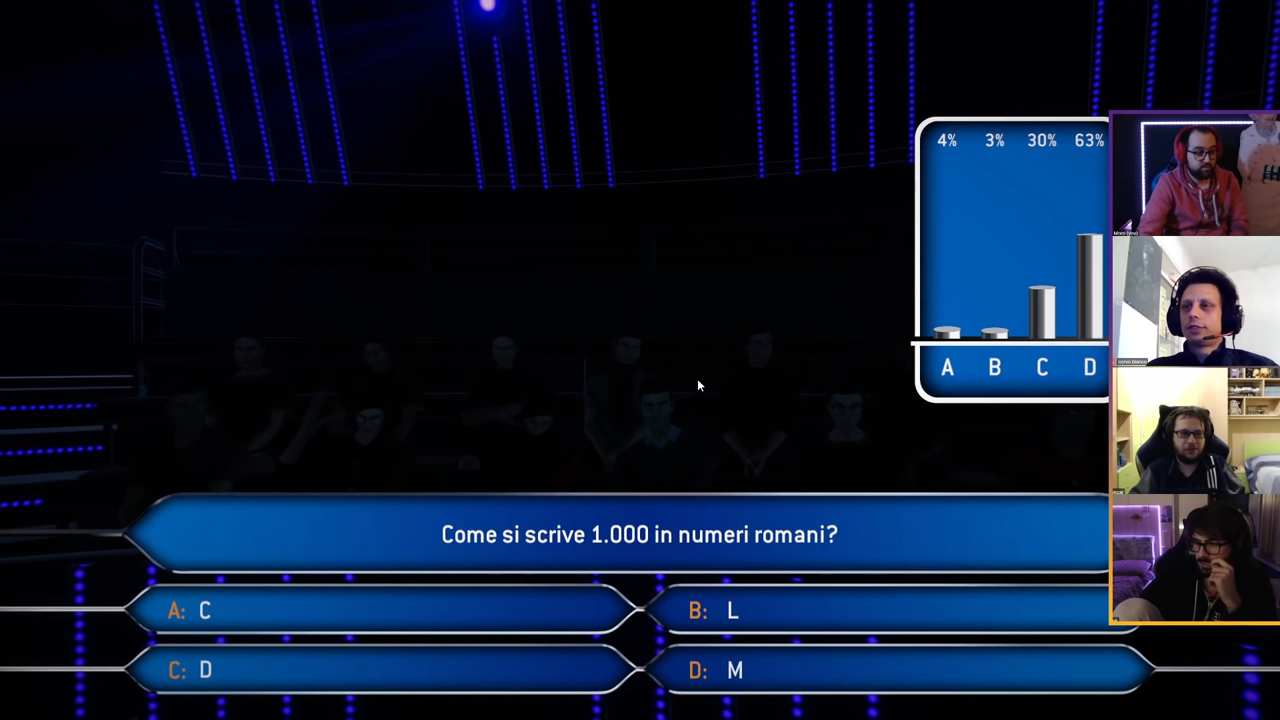 4% 3% 30% 63%
A B C D
Come si scrive 1.000 in numeri romani?
A: C
B: L
C: D
D: M